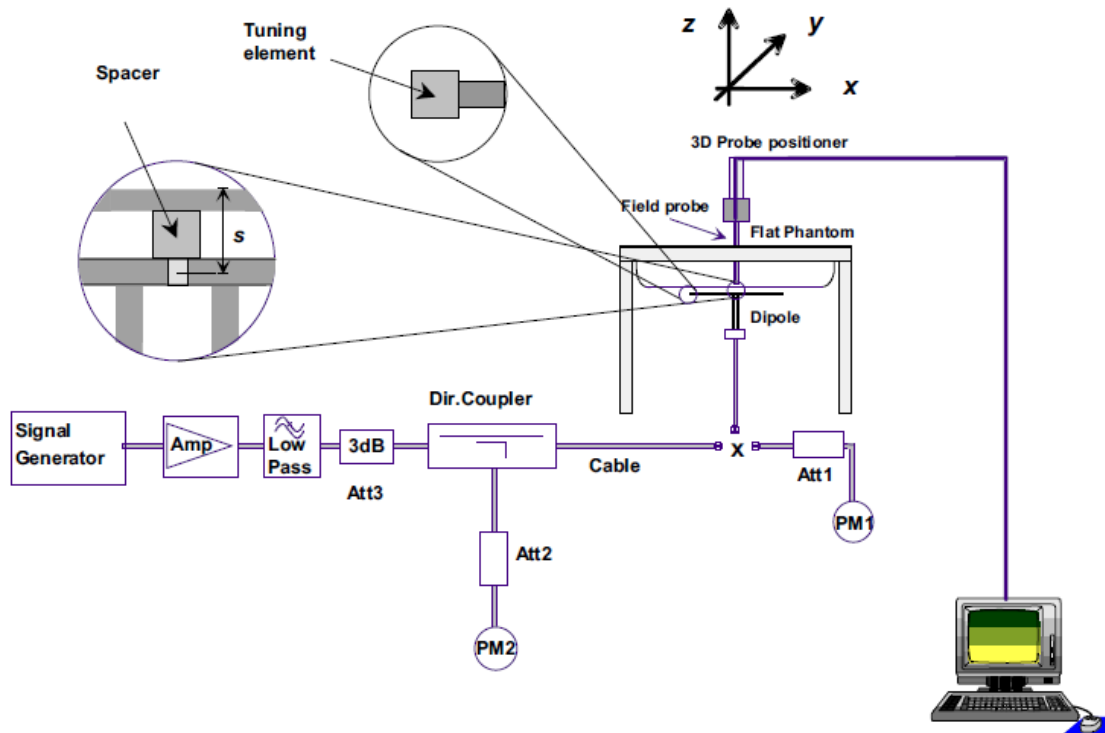 Tuning
element
Spacer
s
z
y
x
3D Probe positioner
Field probe
Flat Phantom
Dipole
Dir.Coupler
Signal
Generator
Amp
Low
Pass
3dB
Att3
Cable
X
Att1
PM1
Att2
PM2